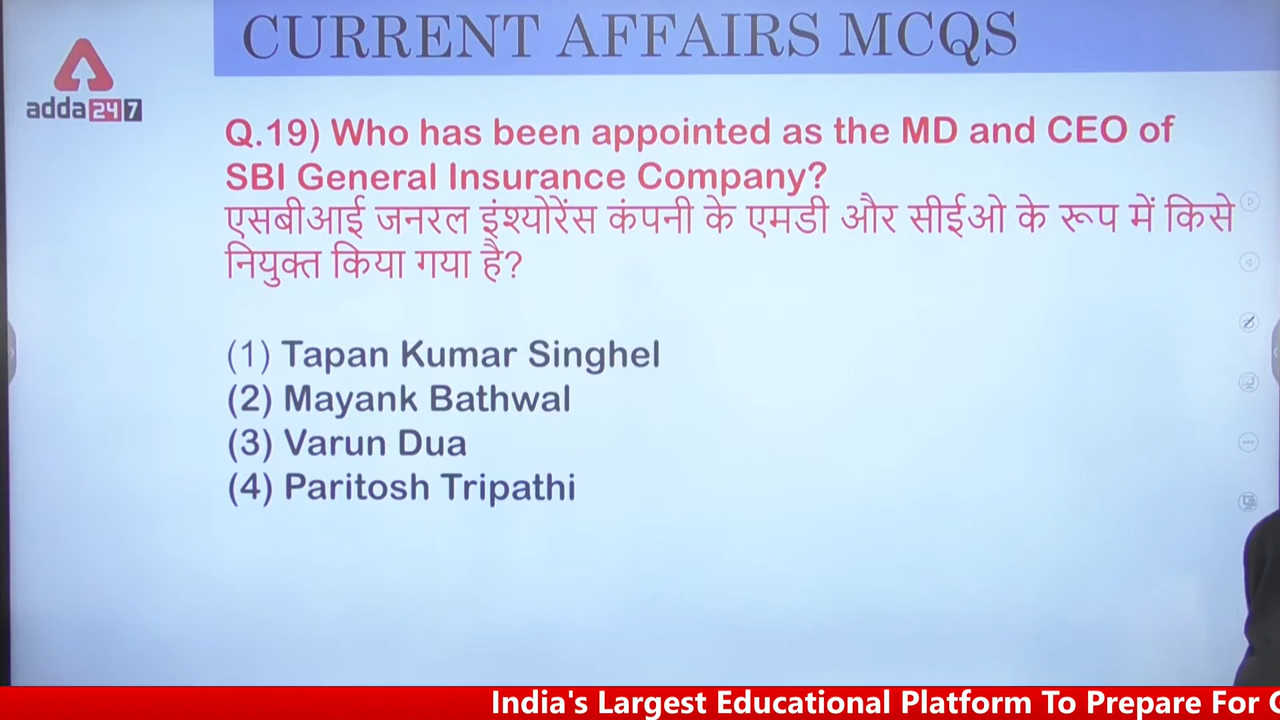 CURRENT AFFAIRS MCQS
adda247
Q.19) Who has been appointed as the MD and CEO of
SBI General Insurance Company?
एसबीआई जनरल इंश्योरेंस कंपनी के एमडी और सीईओ के रूप में किसे
नियुक्त किया गया है?
(1) Tapan Kumar Singhel
(2) Mayank Bathwal
(3) Varun Dua
(4) Paritosh Tripathi
India's Largest Educational Platform To Prepare For